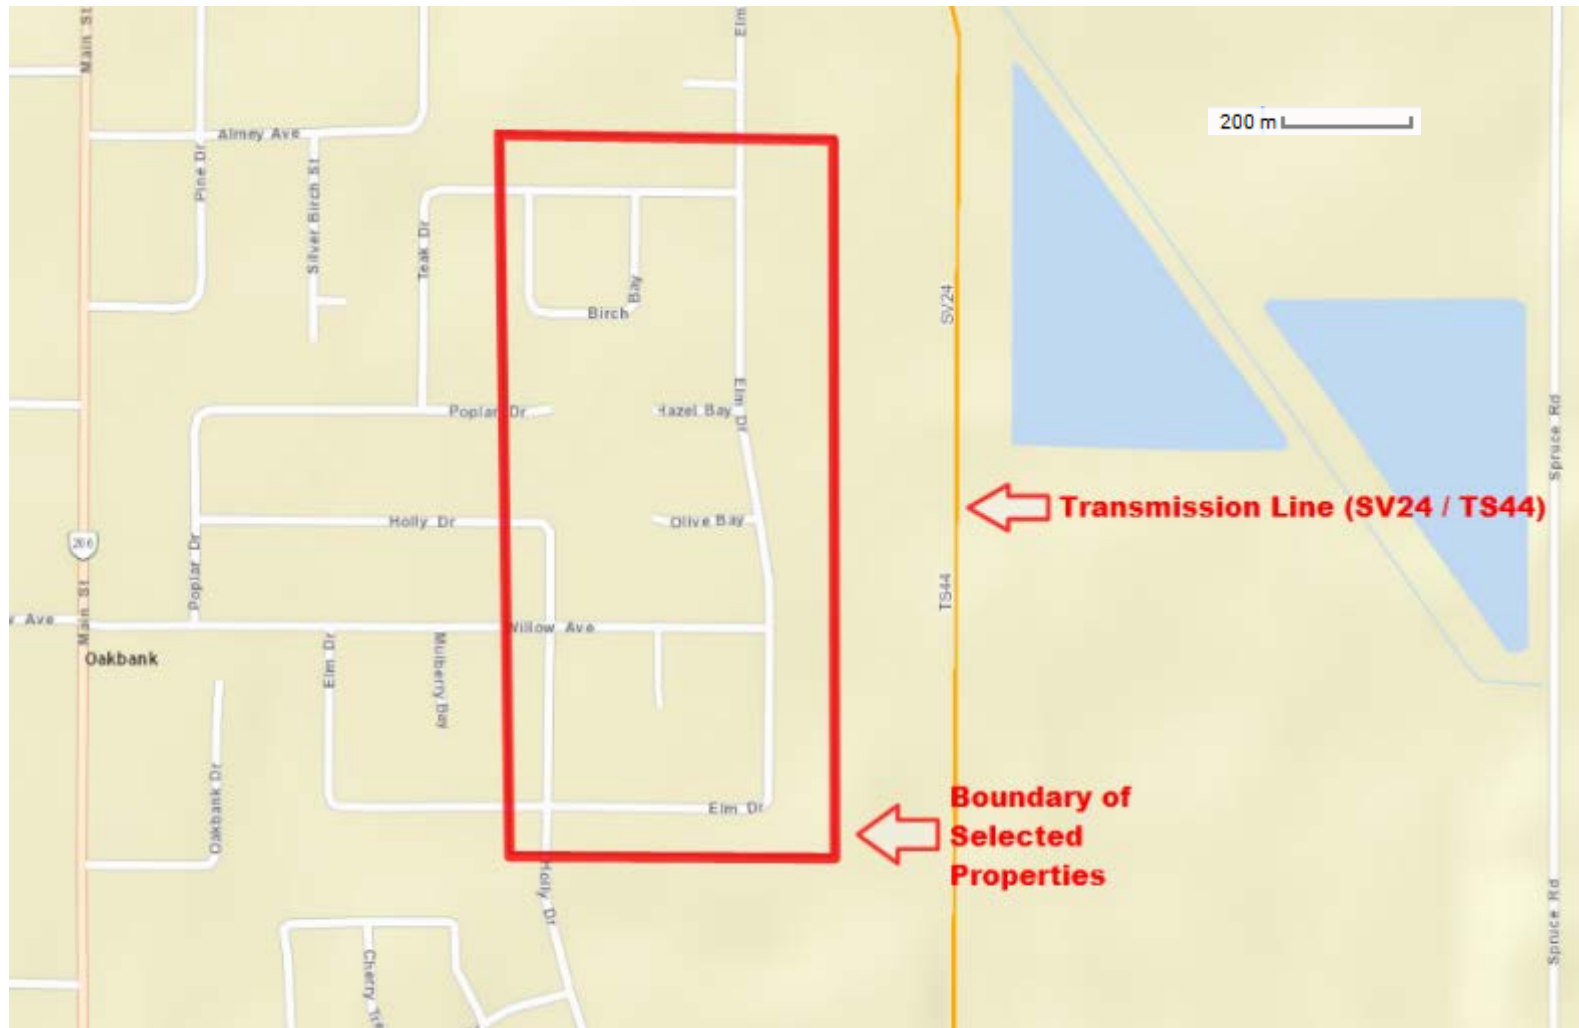 Main St
Elm
Almey Ave
200 m
Pine Dr
Silver Birch St
Teak Dr
Bay
Birch
SV24
Elm Dr
Poplar Dr
Hazel Bay
Spruce Rd
Holly Dr
Olive Bay
Transmission Line (SV24 / TS44)
206
Poplar Dr
TS44
Main St
Ave
Willow Ave
Oakbank
Elm Dr
Mulberry Bay
Oakbank Dr
Elm Dr
Boundary of
Selected
Properties
Holly Dr
Spruce Rd
Cherry